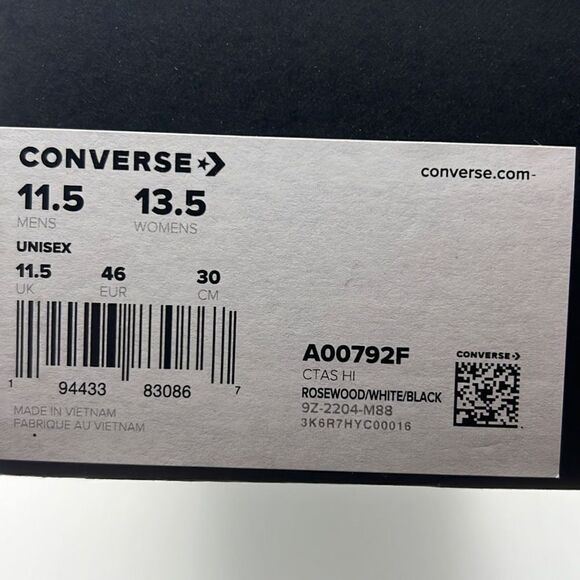 CONVERSE
converse.com
11.5 13.5
MENS WOMENS
UNISEX
11.5 46 30
UK EUR CM
1 94433 83086 7
MADE IN VIETNAM
FABRIQUE AU VIETNAM
A00792F
CTAS HI
ROSEWOOD/WHITE/BLACK
9Z-2204-M88
3K6R7HYC00016
CONVERSE